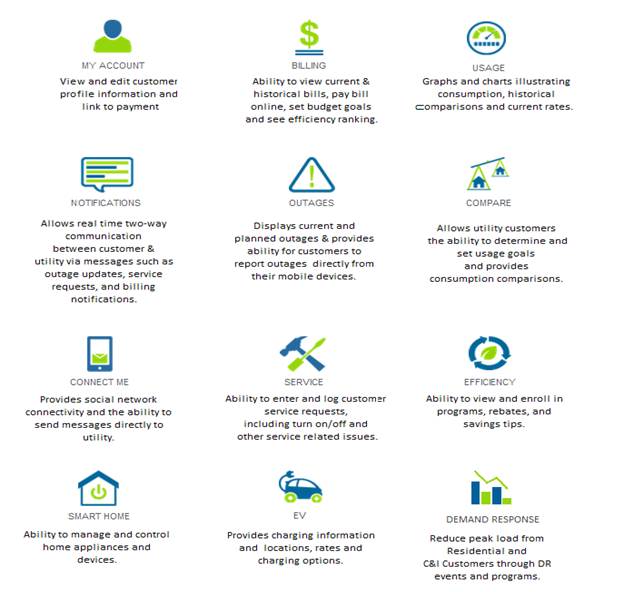 MY ACCOUNT
View and edit customer
profile information and
link to payment
BILLING
Ability to view current &
historical bills, pay bill
online, set budget goals
and see efficiency ranking.
USAGE
Graphs and charts illustrating
consumption, historical
comparisons and current rates.
NOTIFICATIONS
Allows real time two-way
communication
between customer &
utility via messages such as
outage updates, service
requests, and billing
notifications.
OUTAGES
Displays current and
planned outages & provides
ability for customers to
report outages directly from
their mobile devices.
COMPARE
Allows utility customers
the ability to determine and
set usage goals
and provides
consumption comparisons.
CONNECT ME
Provides social network
connectivity and the ability to
send messages directly to
utility.
SERVICE
Ability to enter and log customer
service requests,
including turn on/off and
other service related issues.
EFFICIENCY
Ability to view and enroll in
programs, rebates, and
savings tips.
SMART HOME
Ability to manage and control
home appliances and
devices.
EV
Provides charging information
and locations, rates and
charging options.
DEMAND RESPONSE
Reduce peak load from
Residential and
C&I Customers through DR
events and programs.